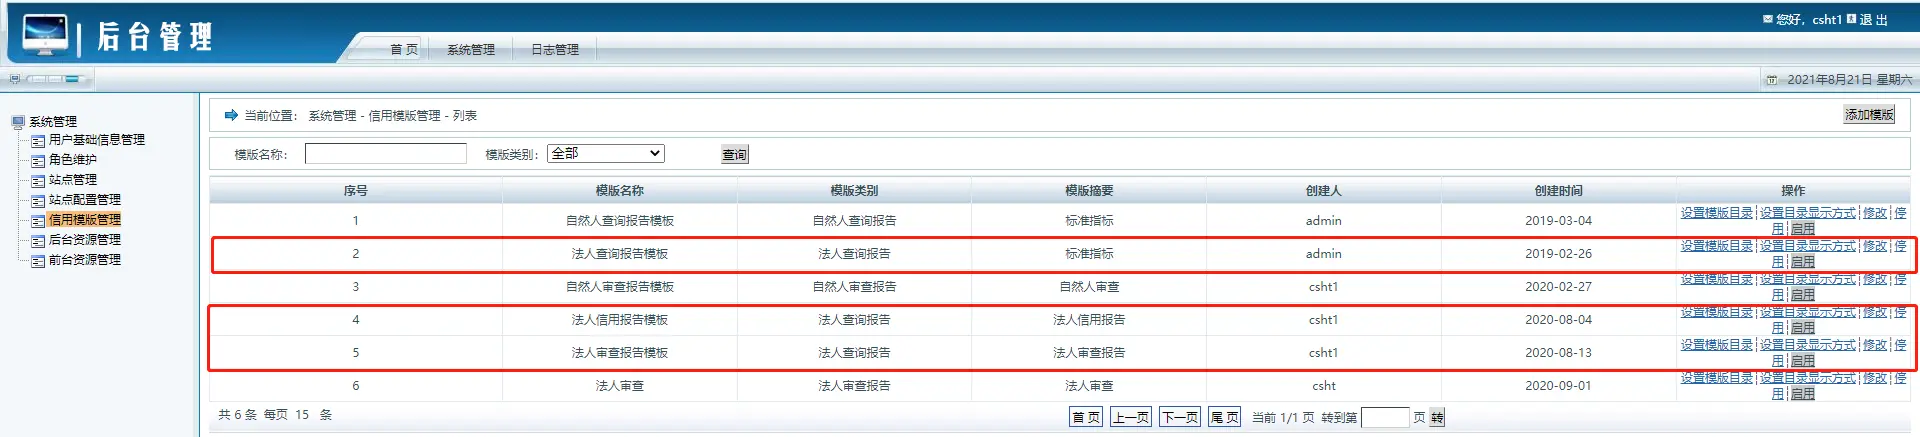 后台管理
您好，csht1 退 出
首 页 系统管理 日志管理
2021年8月21日 星期六
系统管理
用户基础信息管理
角色维护
站点管理
站点配置管理
信用模版管理
后台资源管理
前台资源管理
当前位置： 系统管理 - 信用模版管理 - 列表 添加模版
模版名称： 模版类别： 全部 查询
序号 模版名称 模版类别 模版摘要 创建人 创建时间 操作
1 自然人查询报告模板 自然人查询报告 标准指标 admin 2019-03-04 设置模版目录 设置目录显示方式 修改 停
用 启用
2 法人查询报告模板 法人查询报告 标准指标 admin 2019-02-26 设置模版目录 设置目录显示方式 修改 停
用 启用
3 自然人审查报告模板 自然人查询报告 自然人审查 csht1 2020-02-27 设置模版目录 设置目录显示方式 修改 停
用 启用
4 法人信用报告模板 法人查询报告 法人信用报告 csht1 2020-08-04 设置模版目录 设置目录显示方式 修改 停
用 启用
5 法人审查报告模板 法人查询报告 法人审查报告 csht1 2020-08-13 设置模版目录 设置目录显示方式 修改 停
用 启用
6 法人审查 法人审查报告 法人审查 csht 2020-09-01 设置模版目录 设置目录显示方式 修改 停
用 启用
共 6 条 每页 15 条 首 页 上一页 下一页 尾 页 当前 1/1 页 转到第 页 转